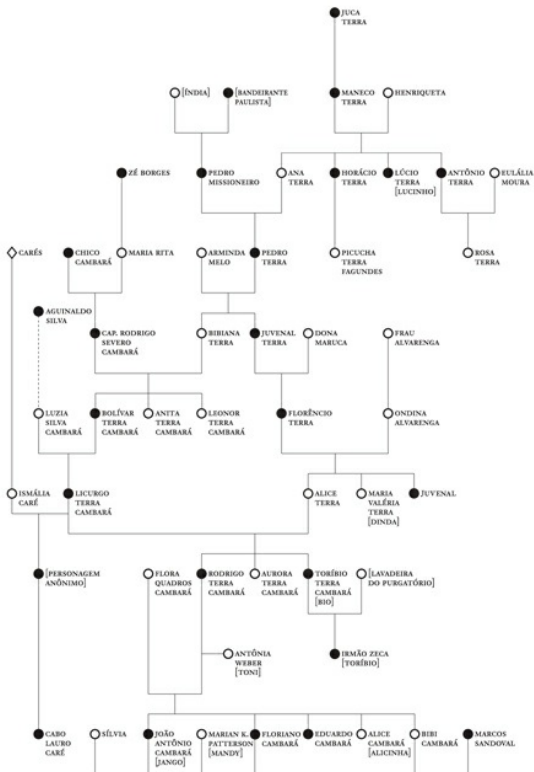 JUCA
TERRA
[ÍNDIA]
[BANDEIRANTE
PAULISTA]
MANECO
TERRA
HENRIQUETA
ZÉ BORGES
PEDRO
MISSIONEIRO
ANA
TERRA
HORÁCIO
TERRA
LÚCIO
TERRA
[LUCINHO]
ANTÔNIO
TERRA
EULÁLIA
MOURA
CARÉS
CHICO
CAMBARÁ
MARIA RITA
ARMINDA
MELO
PEDRO
TERRA
PICUCHA
TERRA
FAGUNDES
ROSA
TERRA
AGUINALDO
SILVA
CAP. RODRIGO
SEVERO
CAMBARÁ
BIBIANA
TERRA
JUVENAL
TERRA
DONA
MARUCA
FRAU
ALVARENGA
LUZIA
SILVA
CAMBARÁ
BOLÍVAR
TERRA
CAMBARÁ
ANITA
TERRA
CAMBARÁ
LEONOR
TERRA
CAMBARÁ
FLORÊNCIO
TERRA
ONDINA
ALVARENGA
ISMÁLIA
CARÉ
LICURGO
TERRA
CAMBARÁ
ALICE
TERRA
MARIA
VALÉRIA
TERRA
[DINDA]
JUVENAL
[PERSONAGEM
ANÔNIMO]
FLORA
QUADROS
CAMBARÁ
RODRIGO
TERRA
CAMBARÁ
AURORA
TERRA
CAMBARÁ
TORÍBIO
TERRA
CAMBARÁ
[BIO]
[LAVADEIRA
DO PURGATÓRIO]
ANTÔNIA
WEBER
[TONI]
IRMÃO ZECA
[TORÍBIO]
CABO
LAURO
CARÉ
SÍLVIA
JOÃO
ANTÔNIO
CAMBARÁ
[JANGO]
MARIAN K.
PATTERSON
[MANDY]
FLORIANO
CAMBARÁ
EDUARDO
CAMBARÁ
ALICE
CAMBARÁ
[ALICINHA]
BIBI
CAMBARÁ
MARCOS
SANDOVAL